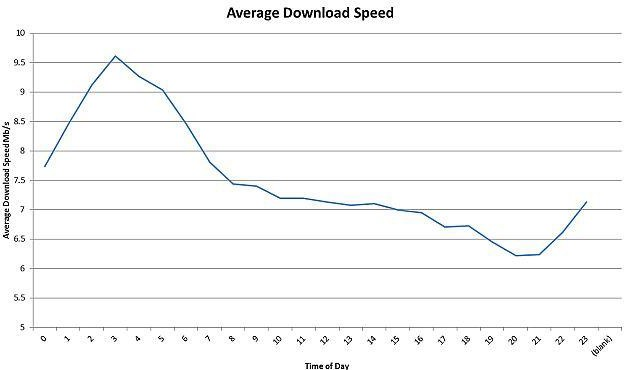 Average Download Speed
10
9.5
9
8.5
8
7.5
7
6.5
6
5.5
5
Average Download Speed Mb/s
0 1 2 3 4 5 6 7 8 9 10 11 12 13 14 15 16 17 18 19 20 21 22 23 (blank)
Time of Day